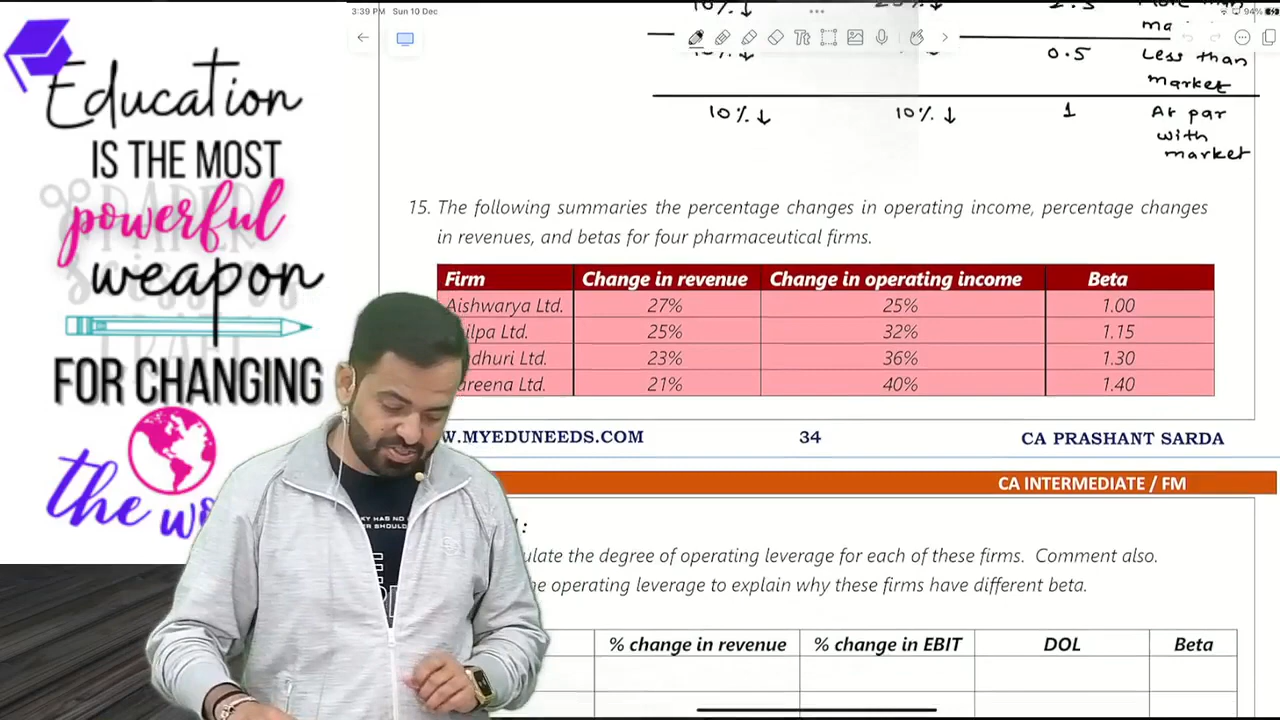 3:39 PM Sun 10 Dec
94%
Education
IS THE MOST
powerful
weapon
FOR CHANGING
the
10% ↓
ma
0.5 Less than
market
10% ↓ 10% ↓ 1 At par
with
market
15. The following summaries the percentage changes in operating income, percentage changes
in revenues, and betas for four pharmaceutical firms.
Firm Change in revenue Change in operating income Beta
Aishwarya Ltd. 27% 25% 1.00
ilpa Ltd. 25% 32% 1.15
dhuri Ltd. 23% 36% 1.30
areena Ltd. 21% 40% 1.40
W.MYEDUNEEDS.COM 34 CA PRASHANT SARDA
CA INTERMEDIATE / FM
:
ulate the degree of operating leverage for each of these firms. Comment also.
operating leverage to explain why these firms have different beta.
% change in revenue % change in EBIT DOL Beta